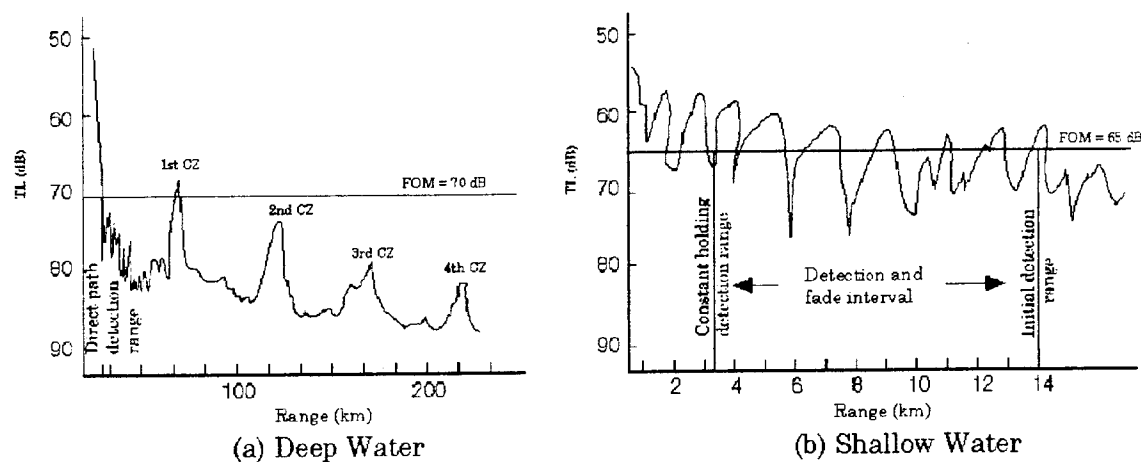 50
60
70
80
90
TL (dB)
1st CZ
FOM = 70 dB
2nd CZ
3rd CZ
4th CZ
Direct path
detection
range
100
200
Range (km)
(a) Deep Water
50
60
70
80
90
TL (dB)
FOM = 65 dB
Constant holding
detection range
Detection and
fade interval
Initial detection
range
2
4
6
8
10
12
14
Range (km)
(b) Shallow Water